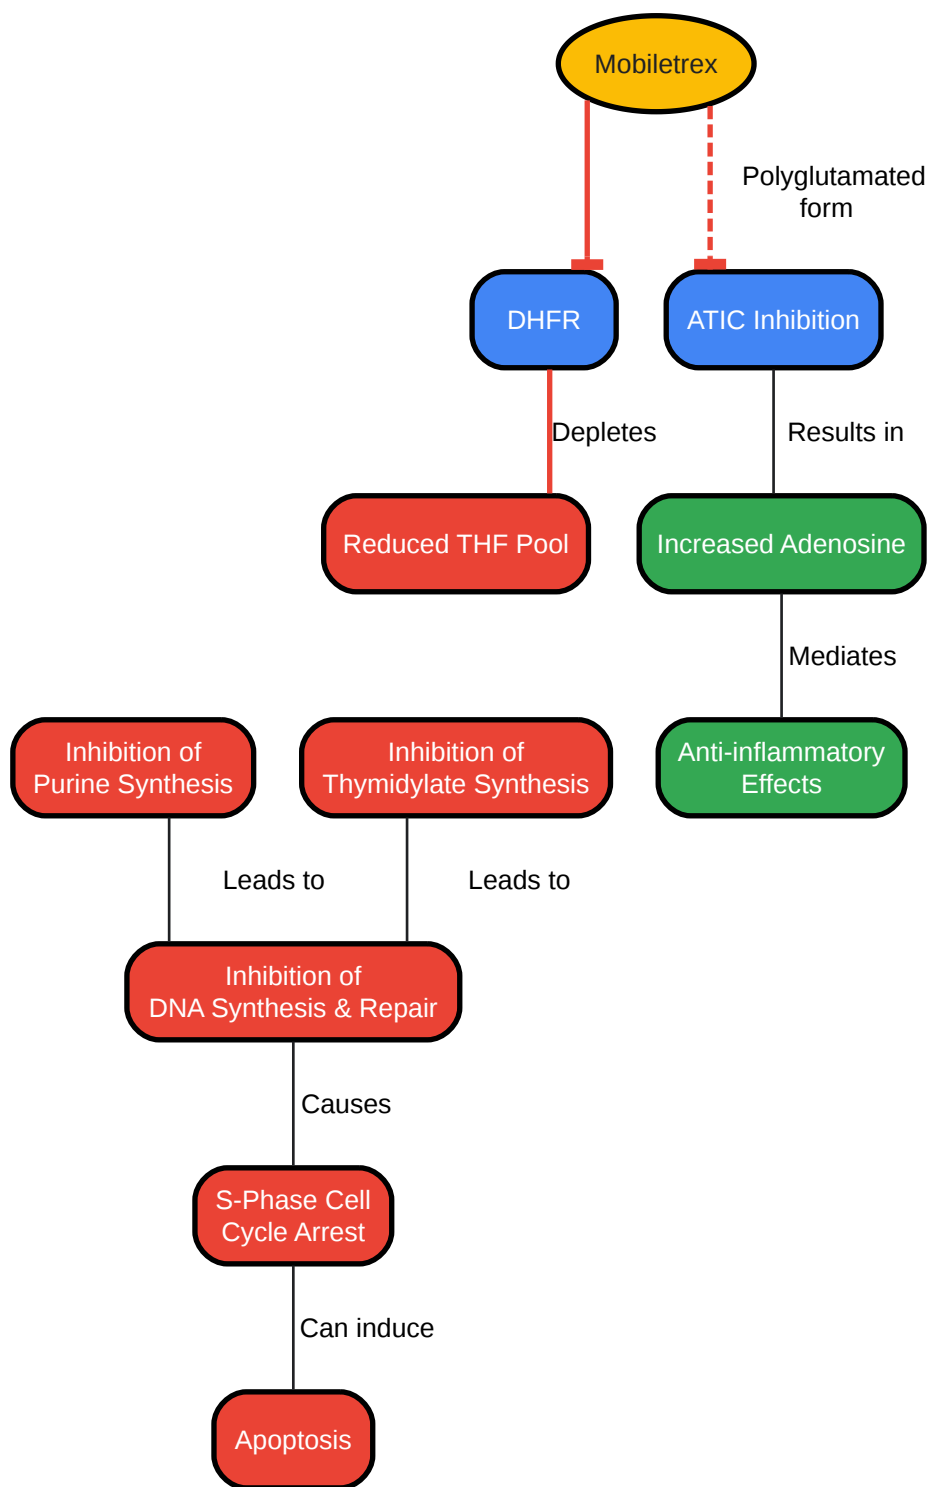 Mobiletrex
Polyglutamated
form
DHFR
ATIC Inhibition
Depletes
Results in
Reduced THF Pool
Increased Adenosine
Mediates
Inhibition of
Purine Synthesis
Inhibition of
Thymidylate Synthesis
Anti-inflammatory
Effects
Leads to
Leads to
Inhibition of
DNA Synthesis & Repair
Causes
S-Phase Cell
Cycle Arrest
Can induce
Apoptosis